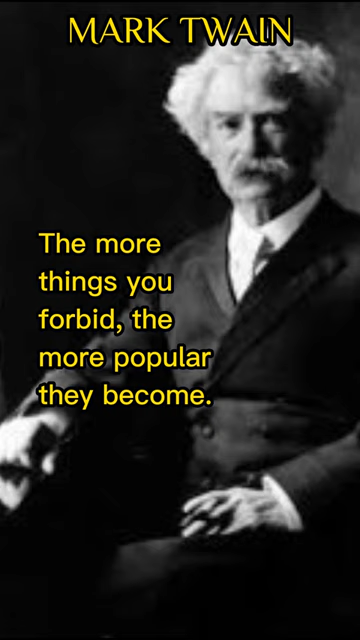 MARK TWAIN
The more
things you
forbid, the
more popular
they become.